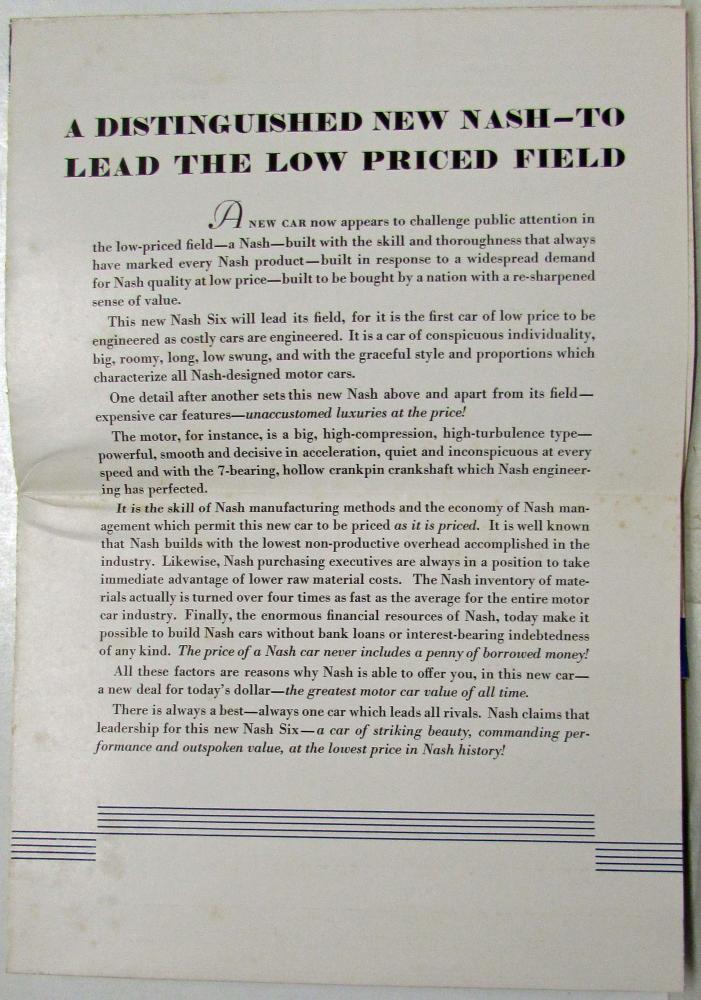 A DISTINGUISHED NEW NASH—TO
LEAD THE LOW PRICED FIELD
A NEW CAR now appears to challenge public attention in
the low-priced field—a Nash—built with the skill and thoroughness that always
have marked every Nash product—built in response to a widespread demand
for Nash quality at low price—built to be bought by a nation with a re-sharpened
sense of value.
This new Nash Six will lead its field, for it is the first car of low price to be
engineered as costly cars are engineered. It is a car of conspicuous individuality,
big, roomy, long, low swung, and with the graceful style and proportions which
characterize all Nash-designed motor cars.
One detail after another sets this new Nash above and apart from its field—
expensive car features—unaccustomed luxuries at the price!
The motor, for instance, is a big, high-compression, high-turbulence type—
powerful, smooth and decisive in acceleration, quiet and inconspicuous at every
speed and with the 7-bearing, hollow crankpin crankshaft which Nash engineer-
ing has perfected.
It is the skill of Nash manufacturing methods and the economy of Nash man-
agement which permit this new car to be priced as it is priced. It is well known
that Nash builds with the lowest non-productive overhead accomplished in the
industry. Likewise, Nash purchasing executives are always in a position to take
immediate advantage of lower raw material costs. The Nash inventory of mate-
rials actually is turned over four times as fast as the average for the entire motor
car industry. Finally, the enormous financial resources of Nash, today make it
possible to build Nash cars without bank loans or interest-bearing indebtedness
of any kind. The price of a Nash car never includes a penny of borrowed money!
All these factors are reasons why Nash is able to offer you, in this new car—
a new deal for today's dollar—the greatest motor car value of all time.
There is always a best—always one car which leads all rivals. Nash claims that
leadership for this new Nash Six—a car of striking beauty, commanding per-
formance and outspoken value, at the lowest price in Nash history!